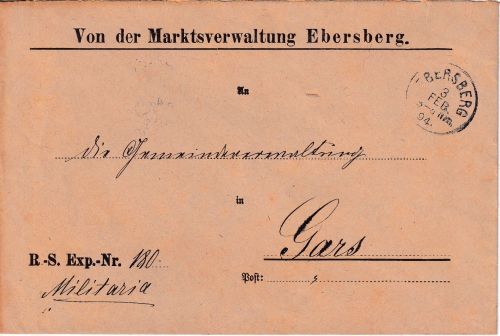 Von der Marktsverwaltung Ebersberg.
EBERSBERG
3
FEB.
94.
An
die Gemeindeverwaltung
in
Gars
R.-S. Exp.-Nr. 180.
Militaria
Post: "